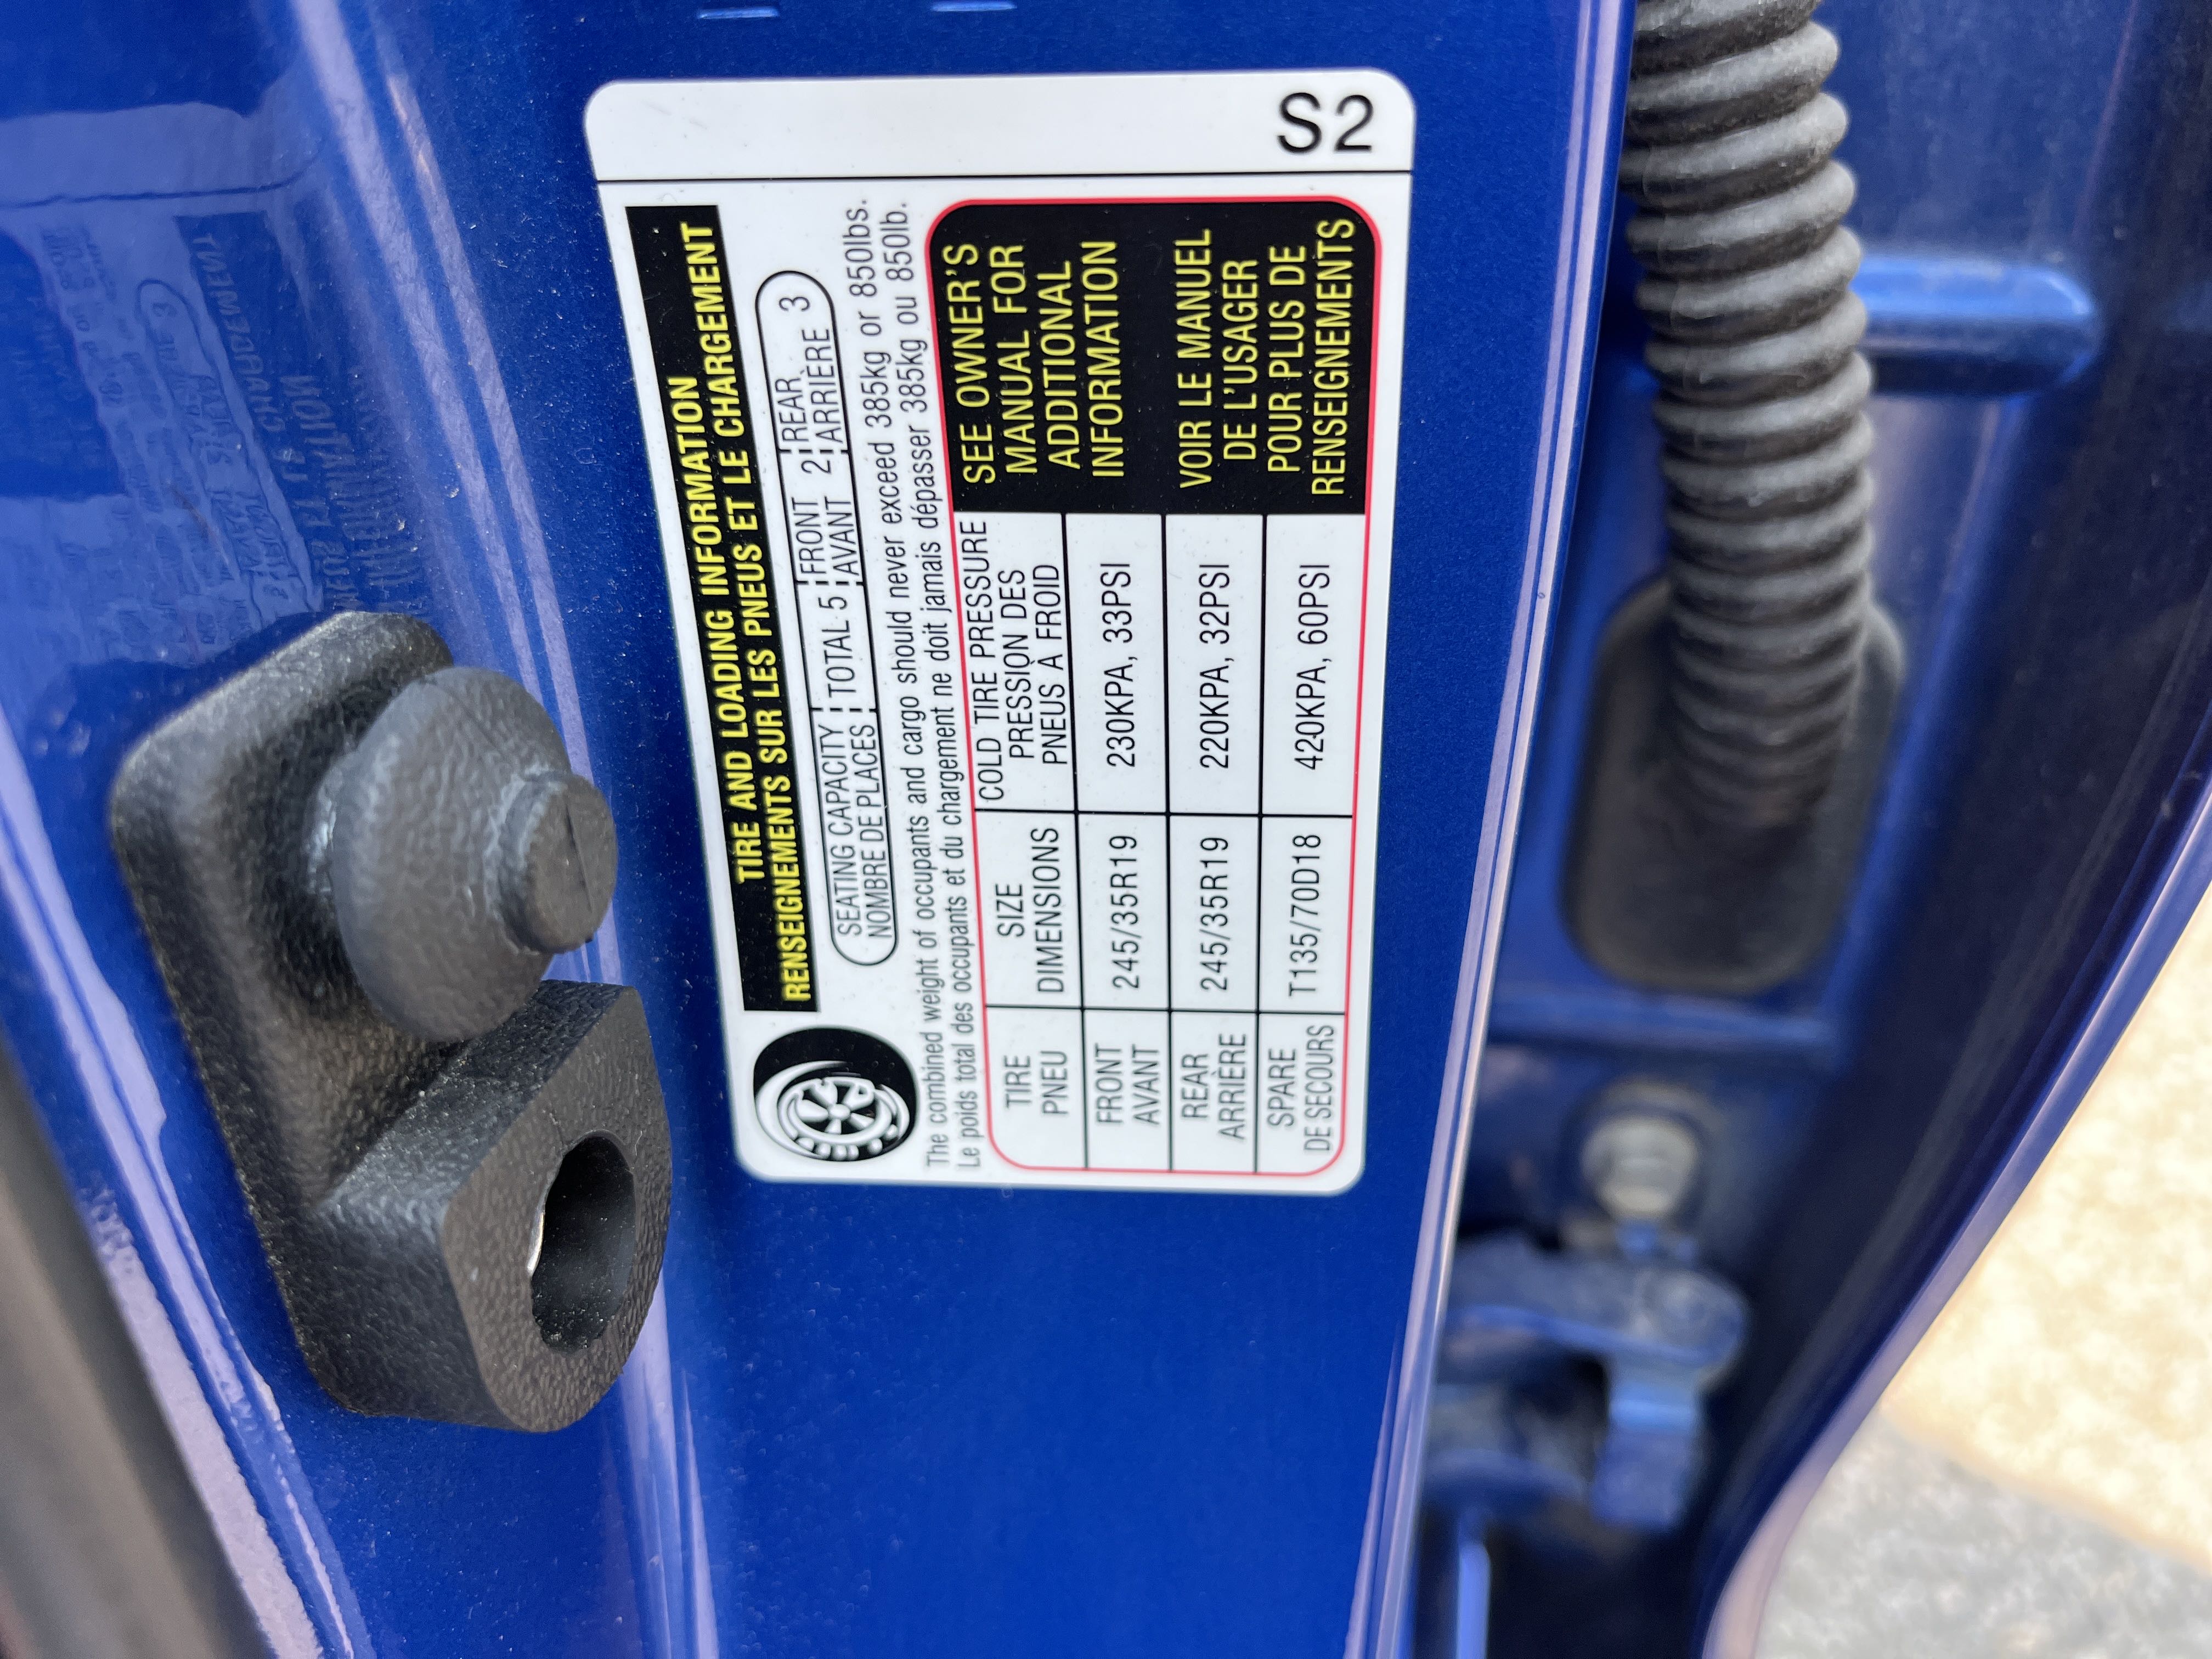 S2
TIRE AND LOADING INFORMATION
RENSEIGNEMENTS SUR LES PNEUS ET LE CHARGEMENT
SEATING CAPACITY TOTAL 5 FRONT 2 REAR 3
NOMBRE DE PLACES AVANT ARRIÈRE
The combined weight of occupants and cargo should never exceed 385kg or 850lbs.
Le poids total des occupants et du chargement ne doit jamais dépasser 385kg ou 850lb.
TIRE
PNEU
SIZE
DIMENSIONS
COLD TIRE PRESSURE
PRESSION DES
PNEUS À FROID
FRONT
AVANT
245/35R19
230KPA, 33PSI
REAR
ARRIÈRE
245/35R19
220KPA, 32PSI
SPARE
DE SECOURS
T135/70D18
420KPA, 60PSI
SEE OWNER'S
MANUAL FOR
ADDITIONAL
INFORMATION
VOIR LE MANUEL
DE L'USAGER
POUR PLUS DE
RENSEIGNEMENTS